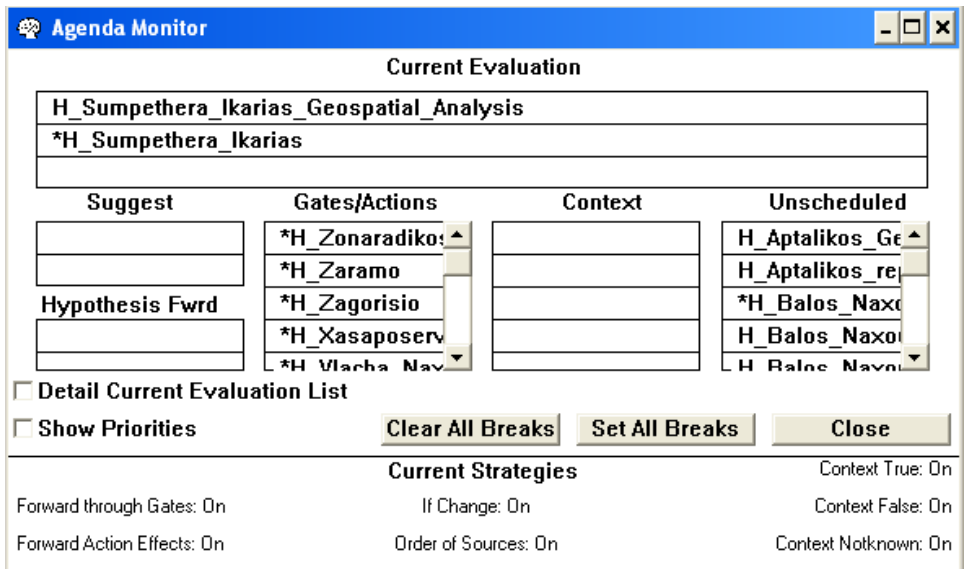 Agenda Monitor
Current Evaluation
H_Sumpethera_Ikarias_Geospatial_Analysis
*H_Sumpethera_Ikarias
Suggest Gates/Actions Context Unscheduled
*H_Zonaradikos H_Aptalikos_Ge
*H_Zaramo H_Aptalikos_rep
Hypothesis Fwrd *H_Zagorisio *H_Balos_Naxo
*H_Xasaposerv H_Balos_Naxou
*H_Vlacha_Nax H_Balos_Naxou
Detail Current Evaluation List
Show Priorities Clear All Breaks Set All Breaks Close
Current Strategies Context True: On
Forward through Gates: On If Change: On Context False: On
Forward Action Effects: On Order of Sources: On Context Notknown: On